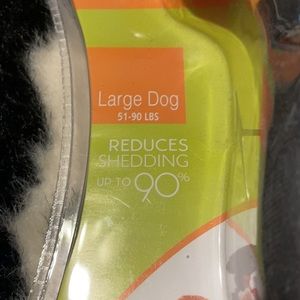 Large Dog
51-90 LBS
REDUCES
SHEDDING
UP TO 90%